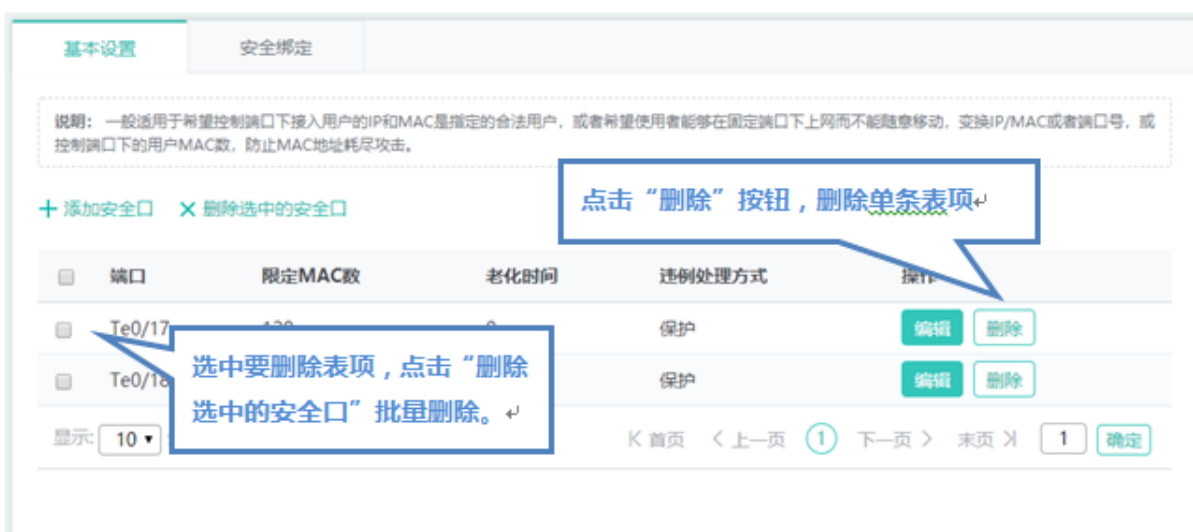 基本设置 安全绑定
说明： 一般适用于希望控制端口下接入用户的IP和MAC是指定的合法用户，或者希望使用者能够在固定端口下上网而不能随意移动，变换IP/MAC或者端口号，或
控制端口下的用户MAC数，防止MAC地址耗尽攻击。
点击“删除”按钮，删除单条表项
添加安全口 删除选中的安全口
端口 限定MAC数 老化时间 违例处理方式 操作
Te0/17 128 0 保护 编辑 删除
选中要删除表项，点击“删除
选中的安全口”批量删除。
Te0/18 保护 编辑 删除
显示: 10 首页 上一页 1 下一页 末页 1 确定